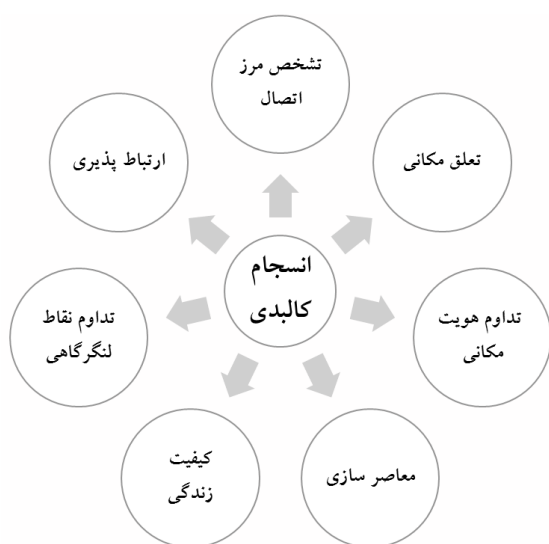 تشخص مرز
اتصال
تعلق مکانی
ارتباط پذیری
انسجام
کالبدی
تداوم هویت
مکانی
تداوم نقاط
لنگرگاهی
معاصر سازی
کیفیت
زندگی